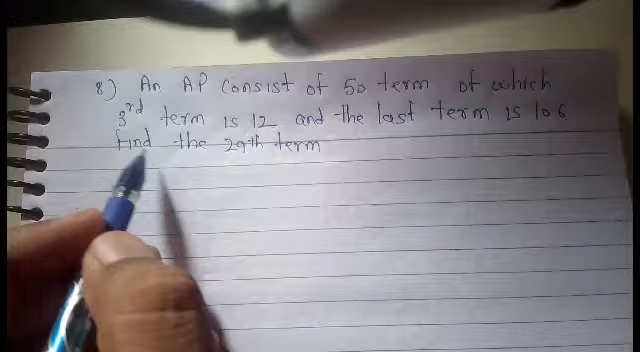 8) An AP consist of 50 term of which
3rd term is 12 and the last term is 106
Find the 29th term